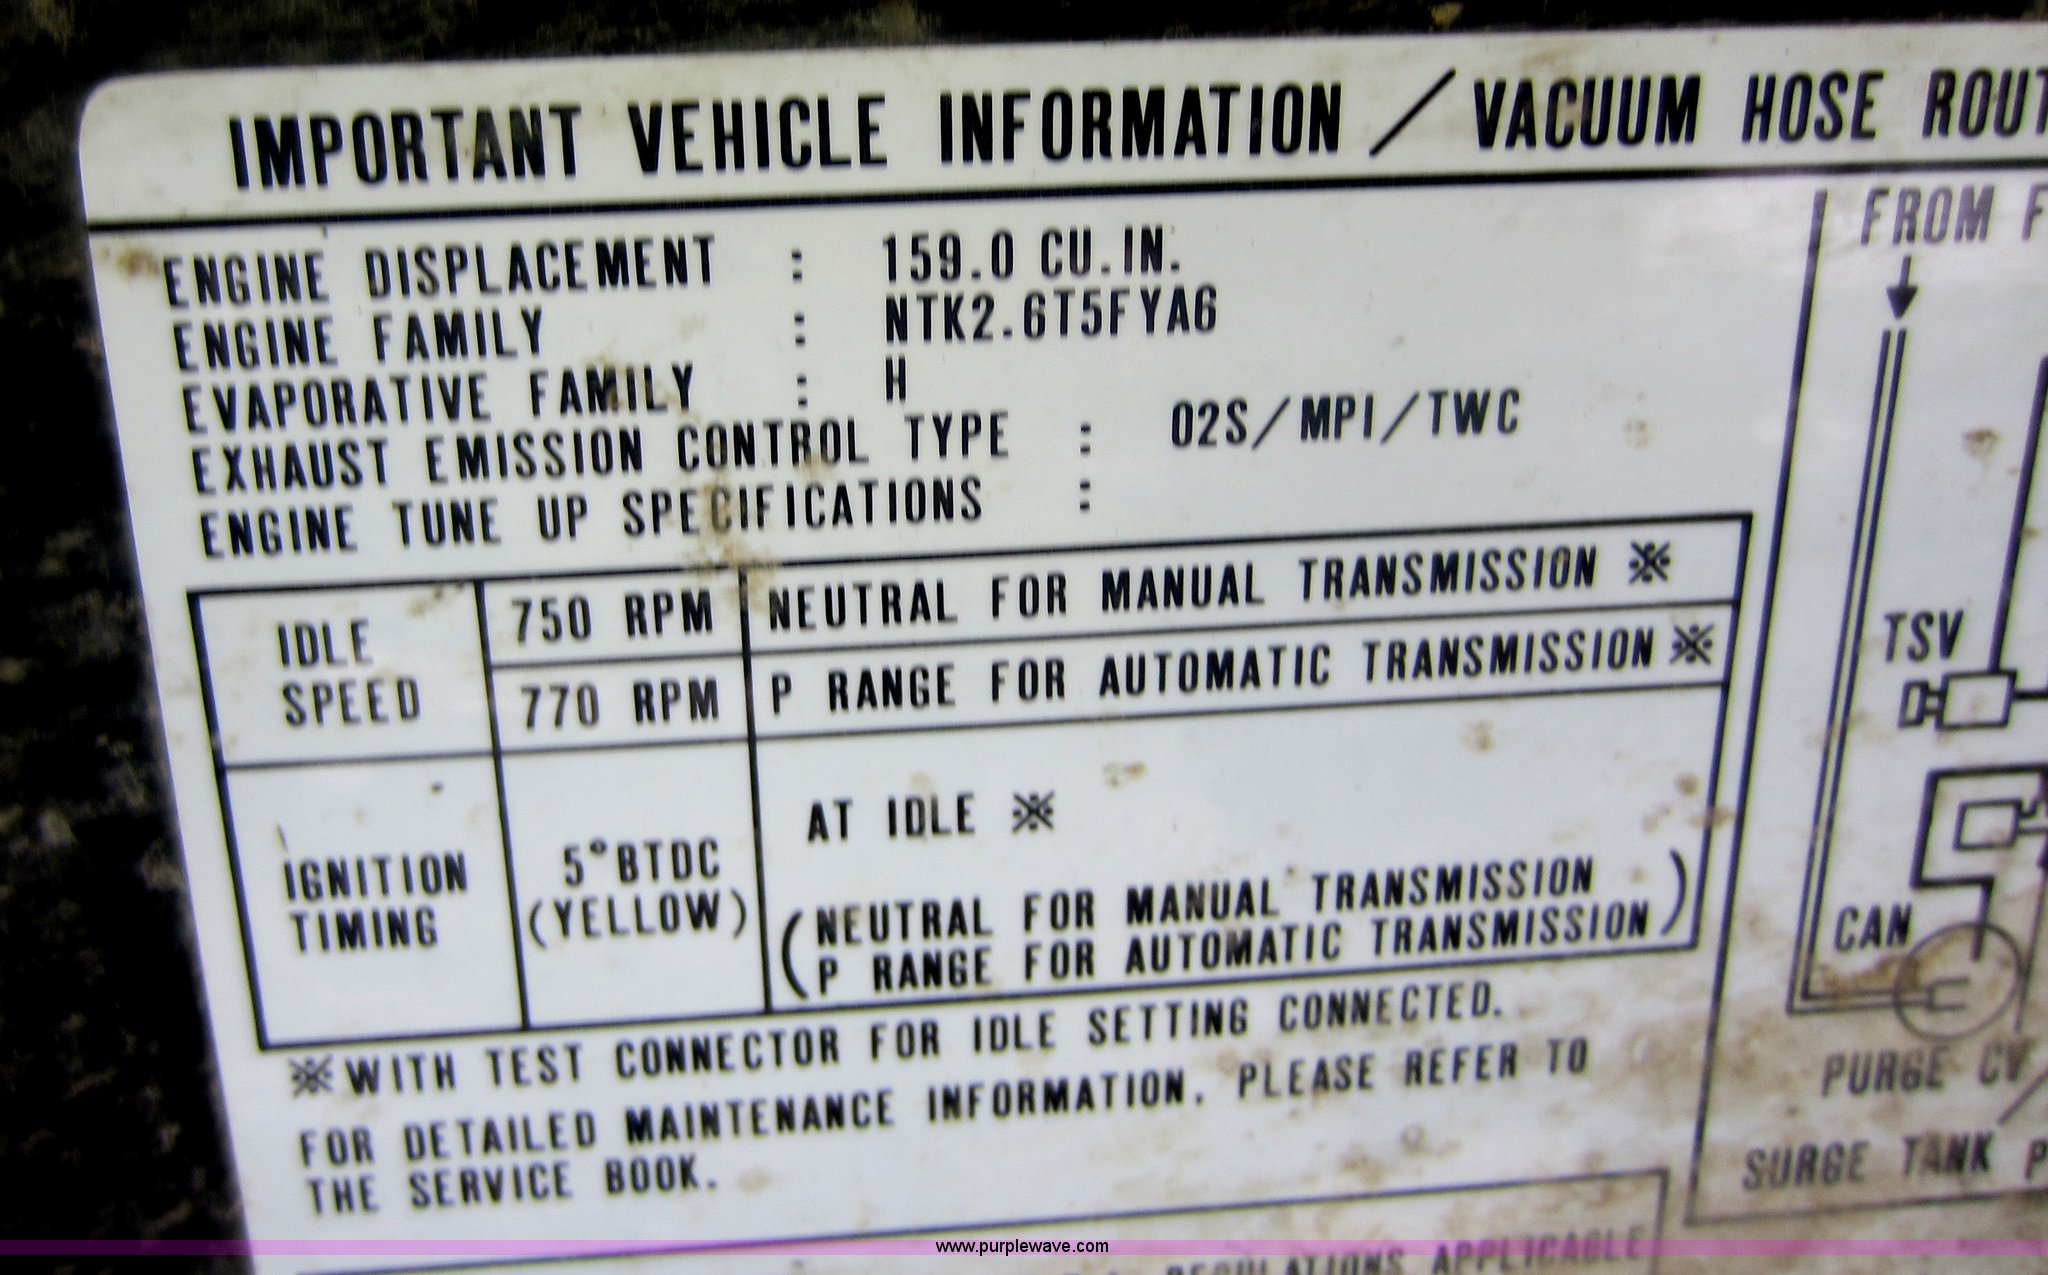 IMPORTANT VEHICLE INFORMATION / VACUUM HOSE
ENGINE DISPLACEMENT : 159.0 CU.IN.
ENGINE FAMILY : NTK2.6T5FYA6
EVAPORATIVE FAMILY : H
EXHAUST EMISSION CONTROL TYPE : O2S/MPI/TWC
ENGINE TUNE UP SPECIFICATIONS :
IDLE SPEED
750 RPM NEUTRAL FOR MANUAL TRANSMISSION ※
770 RPM P RANGE FOR AUTOMATIC TRANSMISSION ※
IGNITION TIMING
5°BTDC
(YELLOW)
AT IDLE ※
(NEUTRAL FOR MANUAL TRANSMISSION
P RANGE FOR AUTOMATIC TRANSMISSION)
※WITH TEST CONNECTOR FOR IDLE SETTING CONNECTED.
FOR DETAILED MAINTENANCE INFORMATION. PLEASE REFER TO
THE SERVICE BOOK.
FROM
TSV
CAN
PURGE CV
SURGE TANK
REGULATIONS APPLICABLE
www.purplewave.com